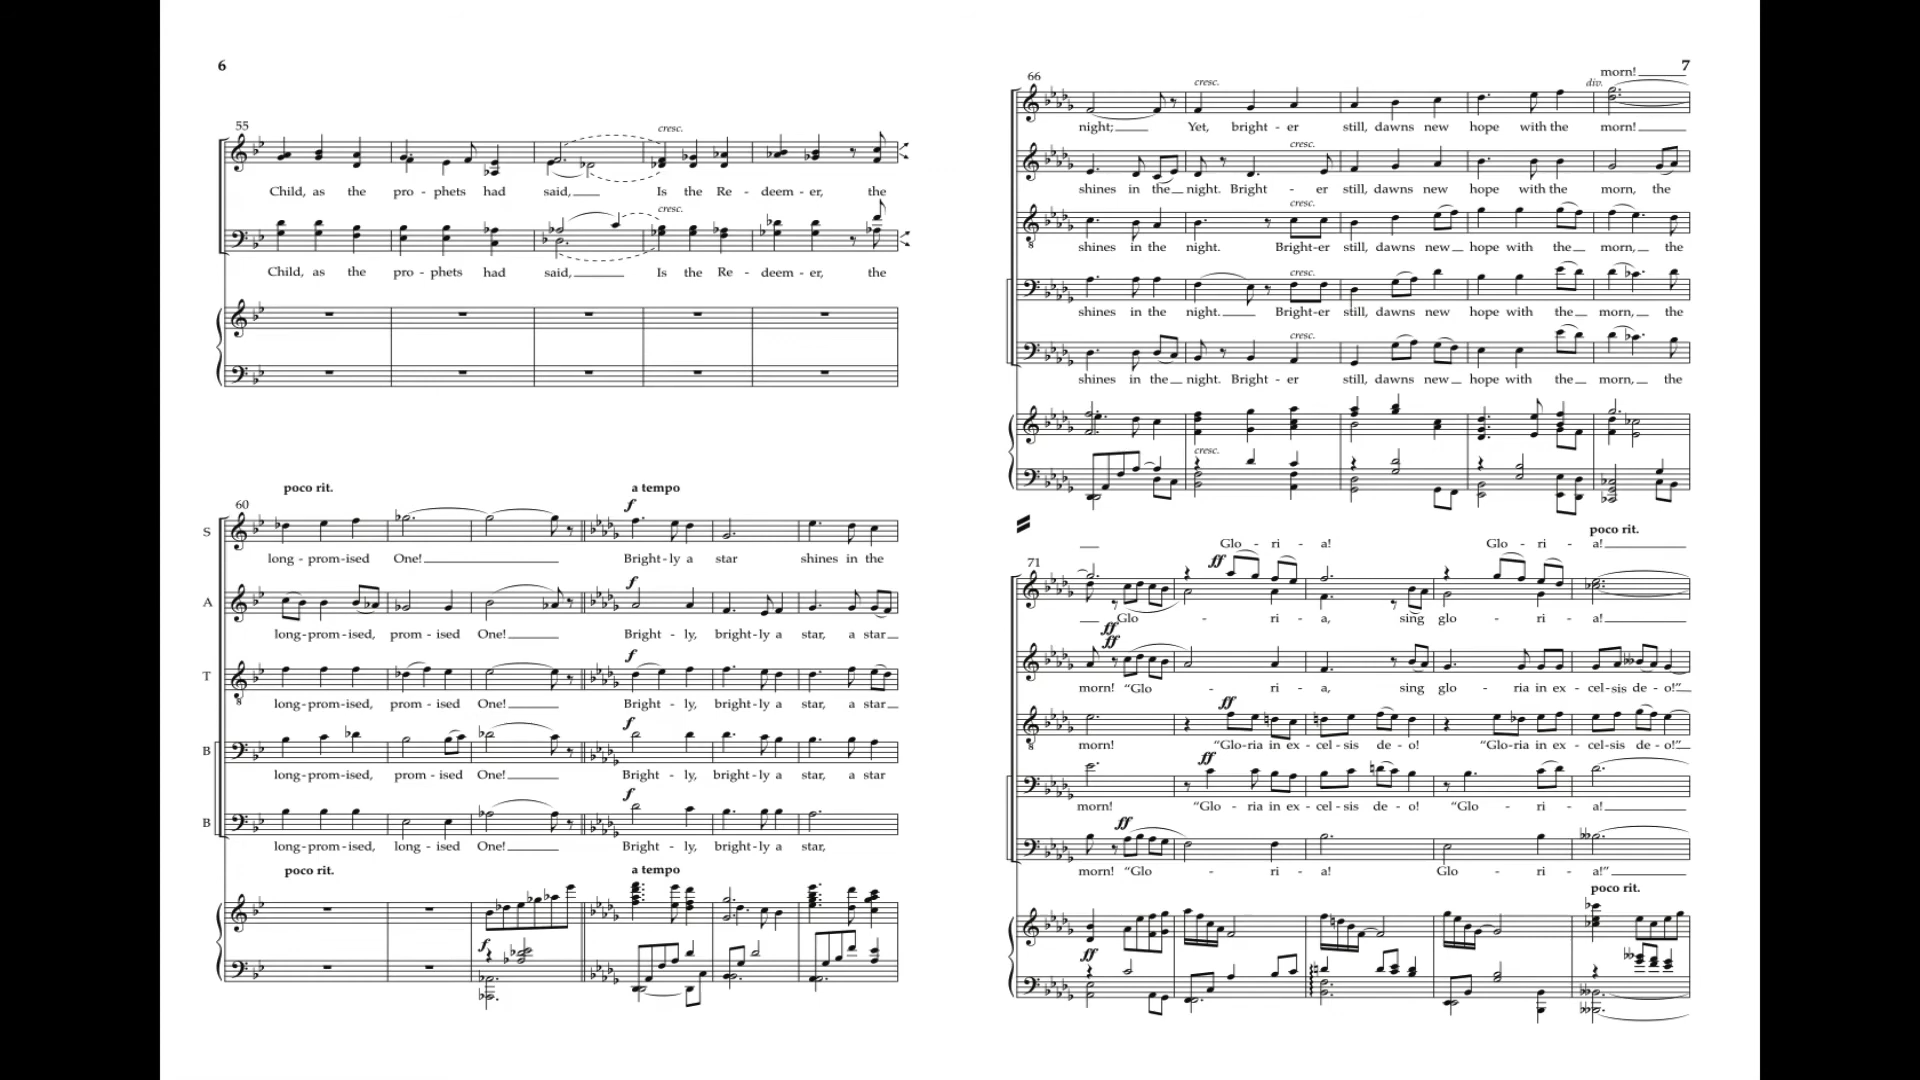 6
55
cresc.
Child, as the pro - phets had said, Is the Re - deem - er, the
cresc.
Child, as the pro - phets had said, Is the Re - deem - er, the
poco rit. a tempo
60
f
S
long - prom - ised One! Bright - ly a star shines in the
f
A
long - prom - ised, prom - ised One! Bright - ly, bright - ly a star, a star
f
T
long - prom - ised, prom - ised One! Bright - ly, bright - ly a star, a star
f
B
long - prom - ised, prom - ised One! Bright - ly, bright - ly a star, a star
f
B
long - prom - ised, long - ised One! Bright - ly, bright - ly a star,
poco rit. a tempo
f
7
morn!
66
cresc. div.
night; Yet, bright - er still, dawns new hope with the morn!
cresc.
shines in the night. Bright - er still, dawns new hope with the morn, the
cresc.
shines in the night. Bright-er still, dawns new hope with the morn, the
cresc.
shines in the night. Bright-er still, dawns new hope with the morn, the
cresc.
shines in the night. Bright - er still, dawns new hope with the morn, the
cresc.
poco rit.
Glo - ri - a! Glo - ri - a!
71
ff
Glo - ri - a, sing glo - ri - a!
ff
ff
morn! “Glo - ri - a, sing glo - ria in ex - cel - sis de - o!”
ff
morn! “Glo-ria in ex - cel - sis de - o! “Glo-ria in ex - cel-sis de - o!”
ff
morn! “Glo - ria in ex - cel - sis de - o! “Glo - ri - a!
ff
morn! “Glo - ri - a! Glo - ri - a!”
poco rit.
ff